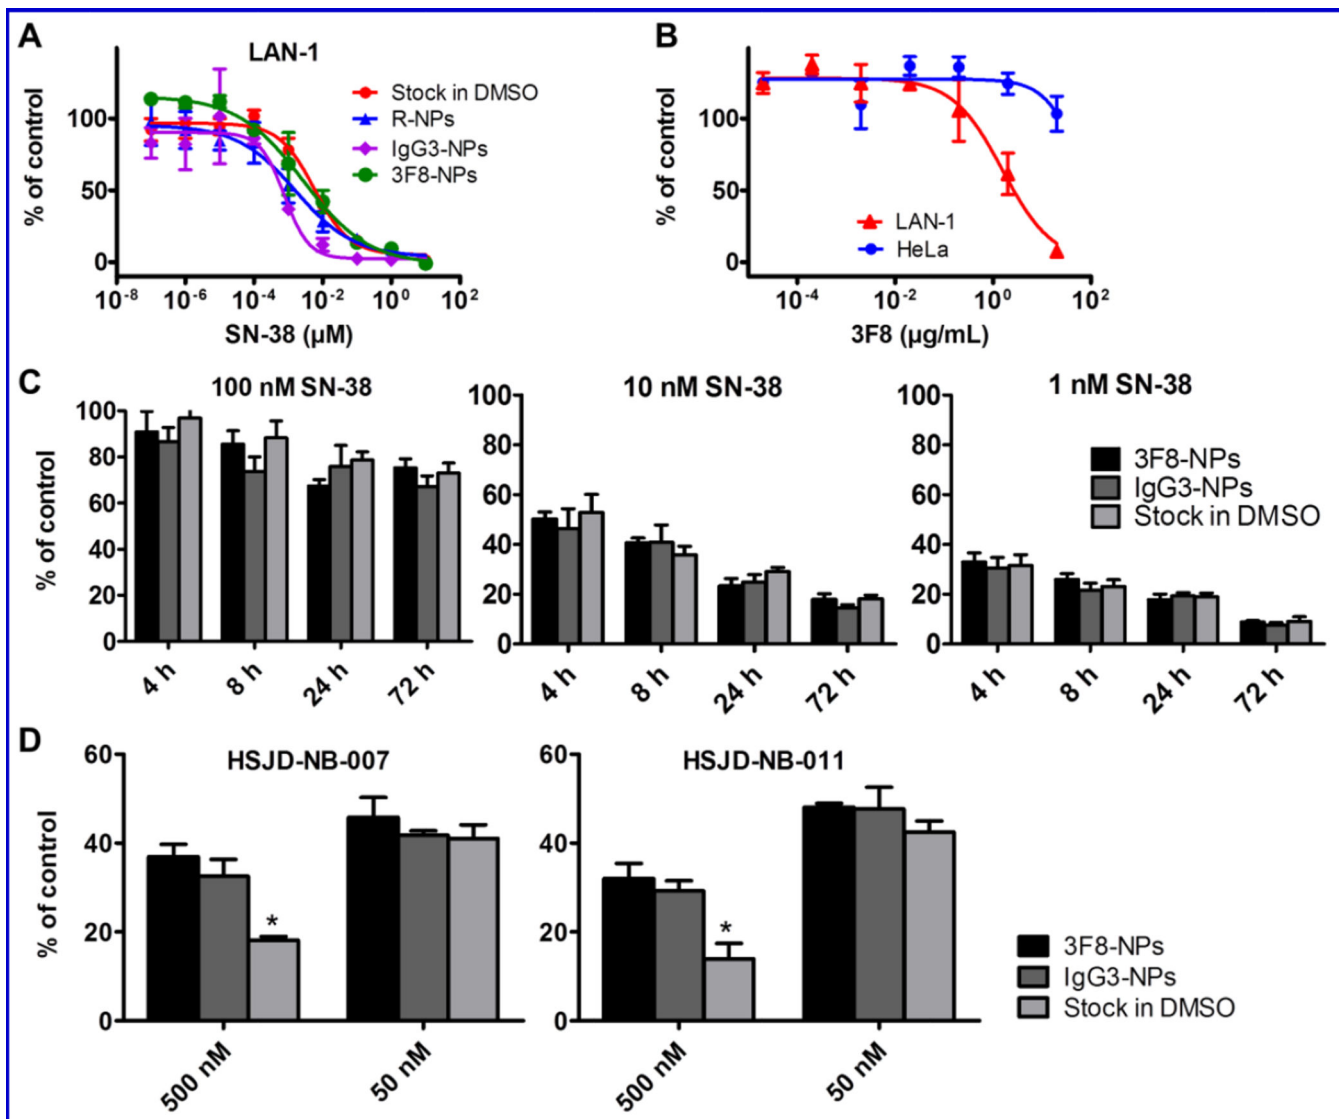 A
LAN-1
% of control
100
50
0
10⁻⁸
10⁻⁶
10⁻⁴
10⁻²
10⁰
10²
SN-38 (µM)
Stock in DMSO
R-NPs
IgG3-NPs
3F8-NPs
B
% of control
100
50
0
10⁻⁴
10⁻²
10⁰
10²
3F8 (µg/mL)
LAN-1
HeLa
C
100 nM SN-38
% of control
100
80
60
40
20
0
4 h
8 h
24 h
72 h
10 nM SN-38
100
80
60
40
20
0
4 h
8 h
24 h
72 h
1 nM SN-38
100
80
60
40
20
0
4 h
8 h
24 h
72 h
3F8-NPs
IgG3-NPs
Stock in DMSO
D
HSJD-NB-007
% of control
60
40
20
0
*
500 nM
50 nM
HSJD-NB-011
60
40
20
0
*
500 nM
50 nM
3F8-NPs
IgG3-NPs
Stock in DMSO